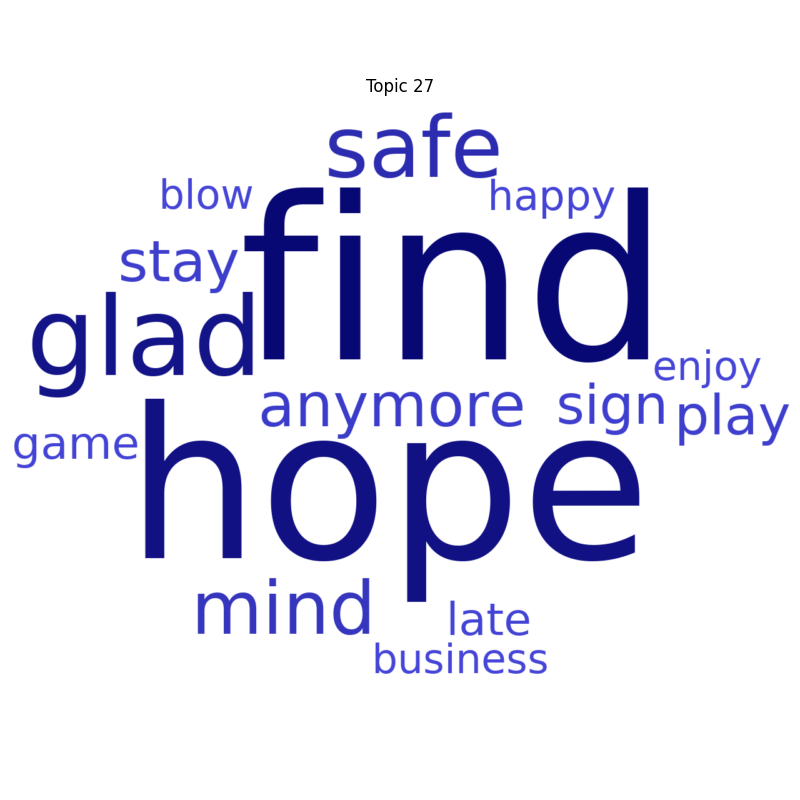 Topic 27
safe
blow
happy
find
stay
glad
enjoy
anymore
sign
play
game
hope
mind
late
business